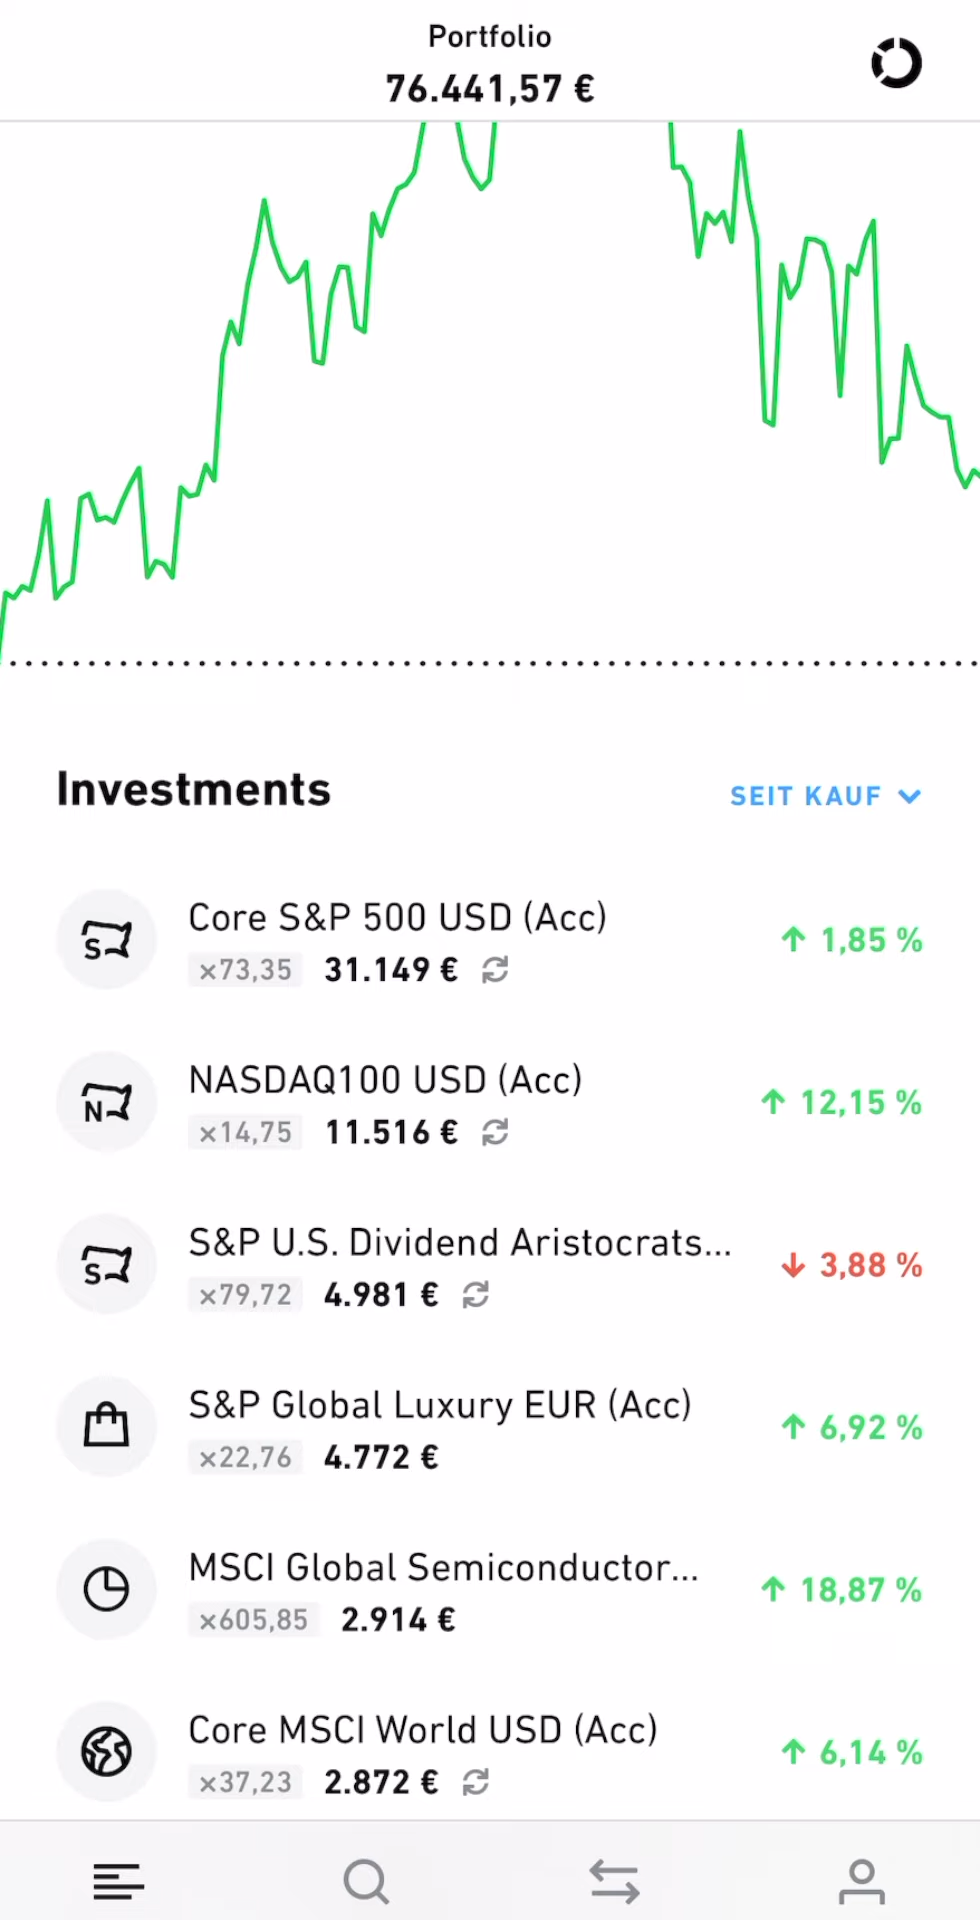 Portfolio
76.441,57 €
Investments
SEIT KAUF
Core S&P 500 USD (Acc)
↑ 1,85 %
×73,35 31.149 €
NASDAQ100 USD (Acc)
↑ 12,15 %
×14,75 11.516 €
S&P U.S. Dividend Aristocrats...
↓ 3,88 %
×79,72 4.981 €
S&P Global Luxury EUR (Acc)
↑ 6,92 %
×22,76 4.772 €
MSCI Global Semiconductor...
↑ 18,87 %
×605,85 2.914 €
Core MSCI World USD (Acc)
↑ 6,14 %
×37,23 2.872 €